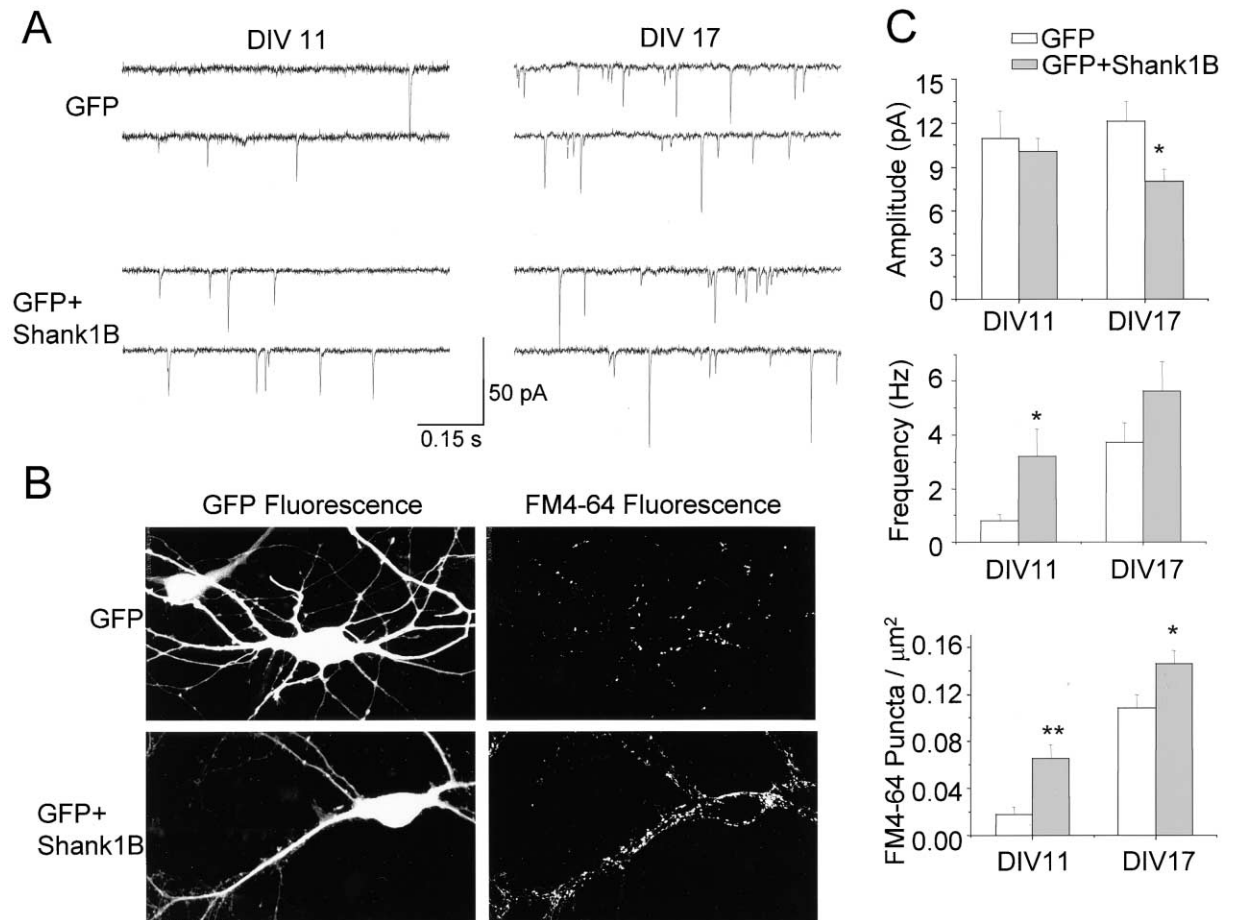 A
DIV 11
DIV 17
GFP
GFP+
Shank1B
50 pA
0.15 s
B
GFP Fluorescence
FM4-64 Fluorescence
GFP
GFP+
Shank1B
C
GFP
GFP+Shank1B
Amplitude (pA)
15
12
9
6
3
0
*
DIV11
DIV17
Frequency (Hz)
6
4
2
0
*
DIV11
DIV17
FM4-64 Puncta / μm²
0.16
0.12
0.08
0.04
0.00
**
*
DIV11
DIV17